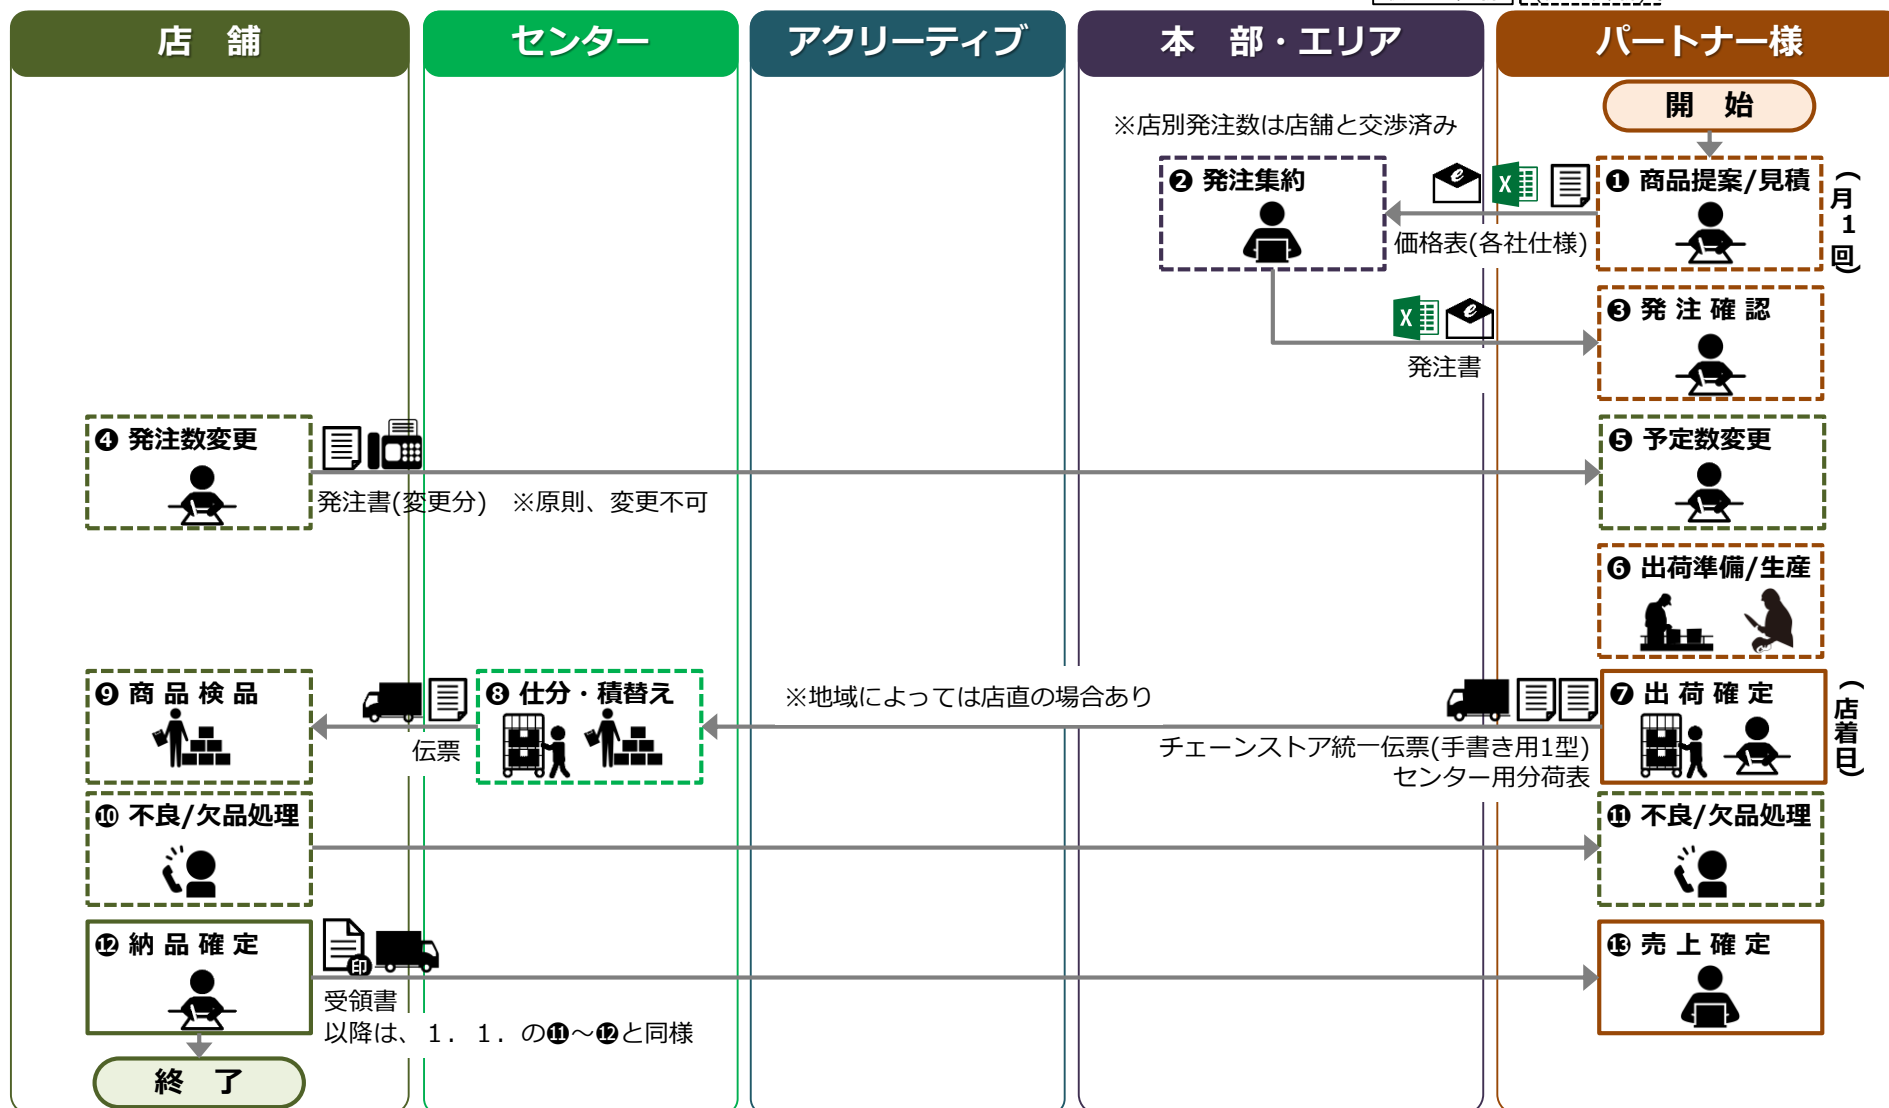 店　舗
センター
アクリーティブ
本　部・エリア
パートナー様
開　始
※店別発注数は店舗と交渉済み
❷ 発注集約
❶ 商品提案/見積
(月1回)
価格表(各社仕様)
❸ 発 注 確 認
発注書
❹ 発注数変更
❺ 予定数変更
発注書(変更分)　※原則、変更不可
❻ 出荷準備/生産
❾ 商 品 検 品
❽ 仕分・積替え
※地域によっては店直の場合あり
❼ 出 荷 確 定
(店着日)
伝票
チェーンストア統一伝票(手書き用1型)
センター用分荷表
❿ 不良/欠品処理
⓫ 不良/欠品処理
⓬ 納 品 確 定
印
⓭ 売 上 確 定
受領書
以降は、１．１．の⓫～⓬と同様
終　了